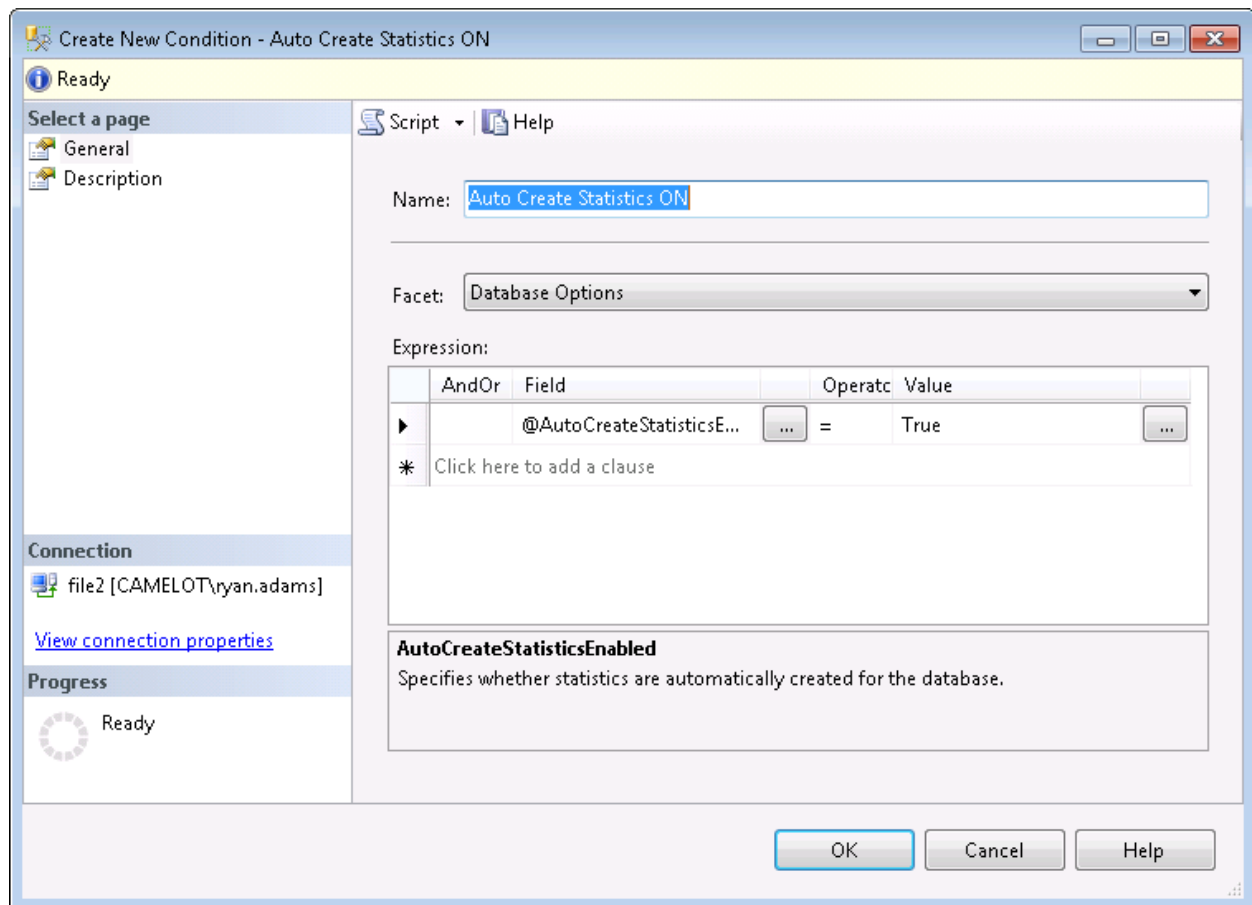 Create New Condition - Auto Create Statistics ON
Ready
Select a page
General
Description
Script
Help
Name: Auto Create Statistics ON
Facet: Database Options
Expression:
AndOr Field Operatc Value
@AutoCreateStatisticsE... ... = True ...
Click here to add a clause
Connection
file2 [CAMELOT\ryan.adams]
View connection properties
AutoCreateStatisticsEnabled
Specifies whether statistics are automatically created for the database.
Progress
Ready
OK Cancel Help